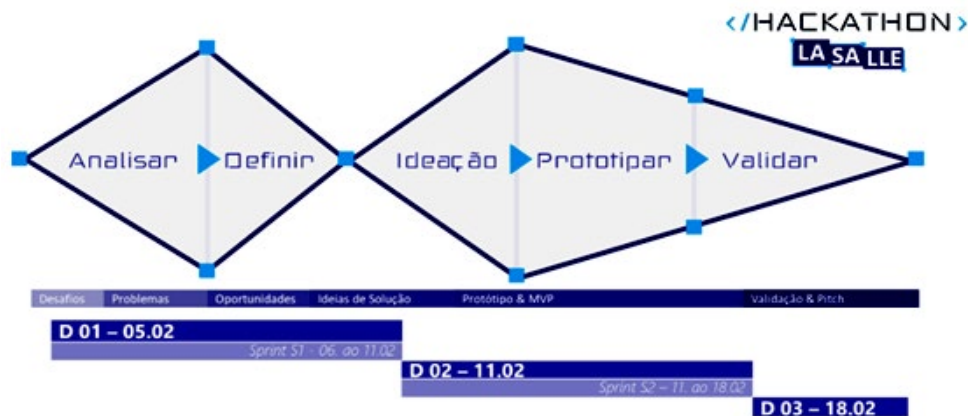 </HACKATHON>
LA SALLE
Analisar Definir Ideação Prototipar Validar
Desafios Problemas Oportunidades Ideias de Solução Protótipo & MVP Validação & Pitch
D 01 – 05.02
Sprint S1 - 06. ao 11.02
D 02 – 11.02
Sprint S2 – 11. ao 18.02
D 03 – 18.02